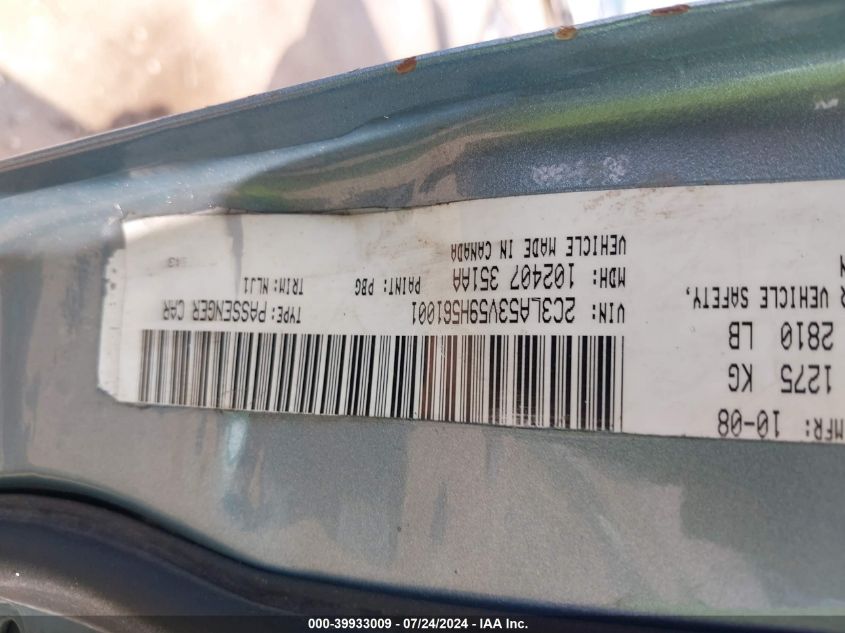 MFR: 10-08
1275 KG
2810 LB
VEHICLE SAFETY,
VIN: 2C3LA53V59H561001 TYPE: PASSENGER CAR
MDH: 102407 351AA PAINT: PBG TRIM: NLJ1
VEHICLE MADE IN CANADA
000-39933009 / 07/24/2024 - IAA Inc.